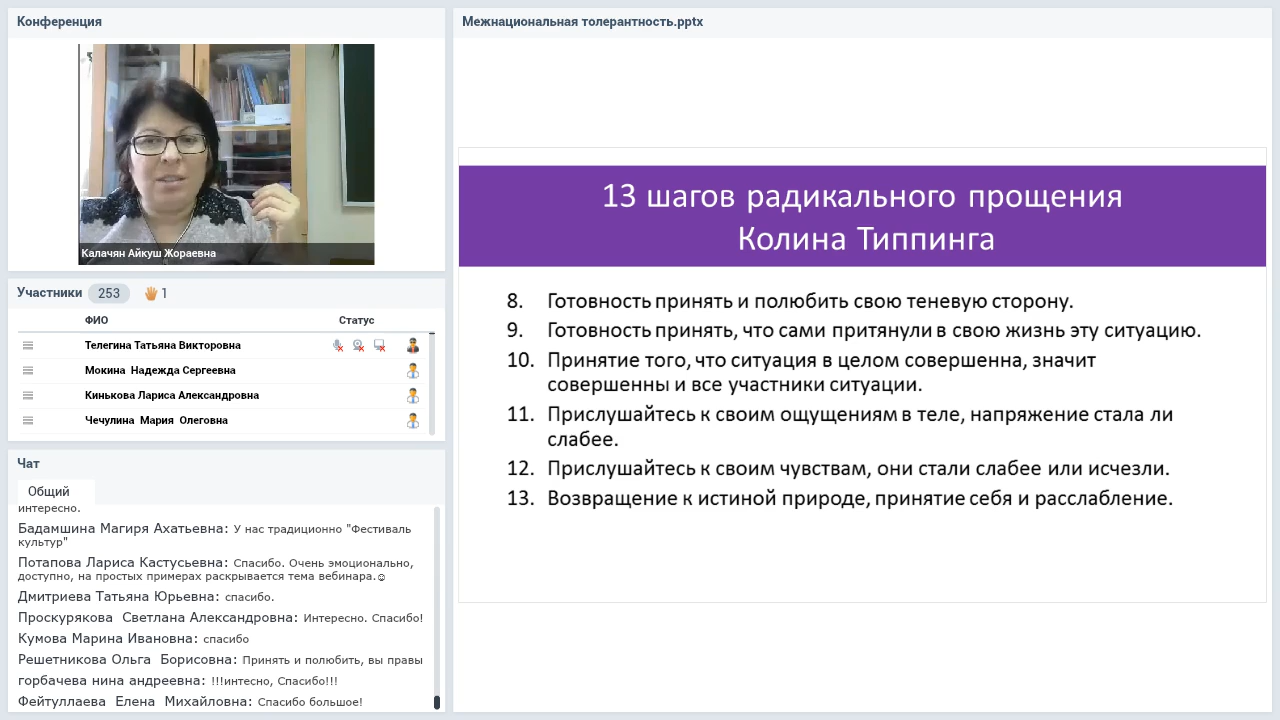 Конференция
Калачян Айкуш Жораевна
Участники 253 1
ФИО Статус
Телегина Татьяна Викторовна
Мокина Надежда Сергеевна
Кинькова Лариса Александровна
Чечулина Мария Олеговна
Чат
Общий
интересно.
Бадамшина Магиря Ахатьевна: У нас традиционно "Фестиваль
культур"
Потапова Лариса Кастусьевна: Спасибо. Очень эмоционально,
доступно, на простых примерах раскрывается тема вебинара.☺
Дмитриева Татьяна Юрьевна: спасибо.
Проскурякова Светлана Александровна: Интересно. Спасибо!
Кумова Марина Ивановна: спасибо
Решетникова Ольга Борисовна: Принять и полюбить, вы правы
горбачева нина андреевна: !!!интесно, Спасибо!!!
Фейтуллаева Елена Михайловна: Спасибо большое!
Межнациональная толерантность.pptx
13 шагов радикального прощения
Колина Типпинга
8. Готовность принять и полюбить свою теневую сторону.
9. Готовность принять, что сами притянули в свою жизнь эту ситуацию.
10. Принятие того, что ситуация в целом совершенна, значит
совершенны и все участники ситуации.
11. Прислушайтесь к своим ощущениям в теле, напряжение стала ли
слабее.
12. Прислушайтесь к своим чувствам, они стали слабее или исчезли.
13. Возвращение к истиной природе, принятие себя и расслабление.